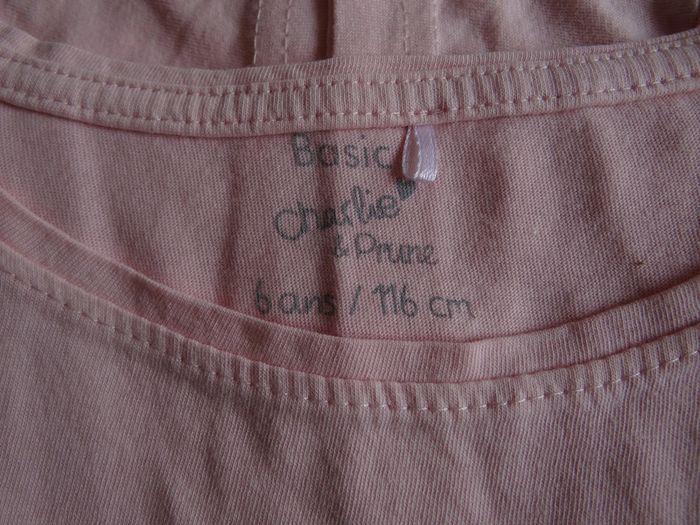 Basic
charlie
& Prune
6 ans / 116 cm